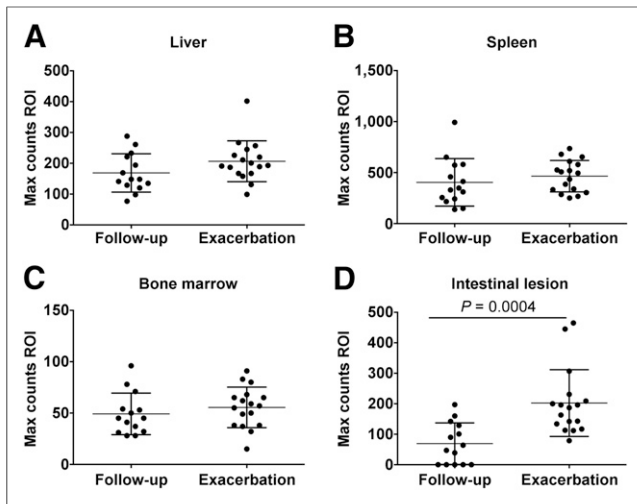 A
Liver
Max counts ROI
500
400
300
200
100
0
Follow-up Exacerbation
B
Spleen
Max counts ROI
1,500
1,000
500
0
Follow-up Exacerbation
C
Bone marrow
Max counts ROI
150
100
50
0
Follow-up Exacerbation
D
Intestinal lesion
P = 0.0004
Max counts ROI
500
400
300
200
100
0
Follow-up Exacerbation